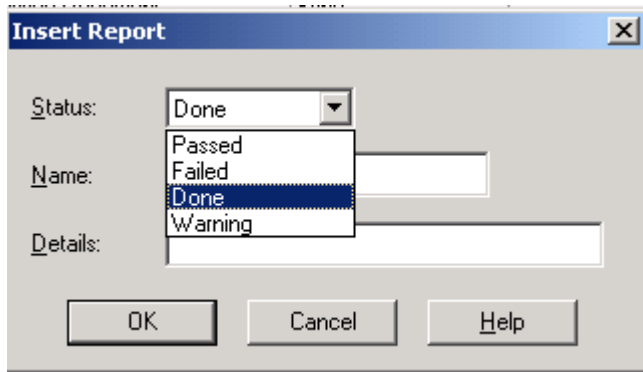 Insert Report
Status:
Done
Passed
Failed
Name:
Done
Warning
Details:
OK Cancel Help